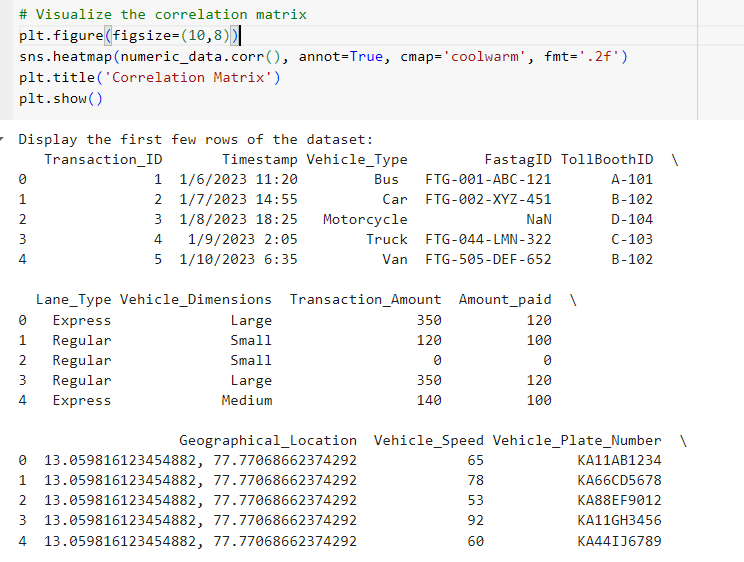 # Visualize the correlation matrix
plt.figure(figsize=(10,8))
sns.heatmap(numeric_data.corr(), annot=True, cmap='coolwarm', fmt='.2f')
plt.title('Correlation Matrix')
plt.show()
Display the first few rows of the dataset:
Transaction_ID Timestamp Vehicle_Type FastagID TollBoothID \
0 1 1/6/2023 11:20 Bus FTG-001-ABC-121 A-101
1 2 1/7/2023 14:55 Car FTG-002-XYZ-451 B-102
2 3 1/8/2023 18:25 Motorcycle NaN D-104
3 4 1/9/2023 2:05 Truck FTG-044-LMN-322 C-103
4 5 1/10/2023 6:35 Van FTG-505-DEF-652 B-102
Lane_Type Vehicle_Dimensions Transaction_Amount Amount_paid \
0 Express Large 350 120
1 Regular Small 120 100
2 Regular Small 0 0
3 Regular Large 350 120
4 Express Medium 140 100
Geographical_Location Vehicle_Speed Vehicle_Plate_Number \
0 13.059816123454882, 77.77068662374292 65 KA11AB1234
1 13.059816123454882, 77.77068662374292 78 KA66CD5678
2 13.059816123454882, 77.77068662374292 53 KA88EF9012
3 13.059816123454882, 77.77068662374292 92 KA11GH3456
4 13.059816123454882, 77.77068662374292 60 KA44IJ6789